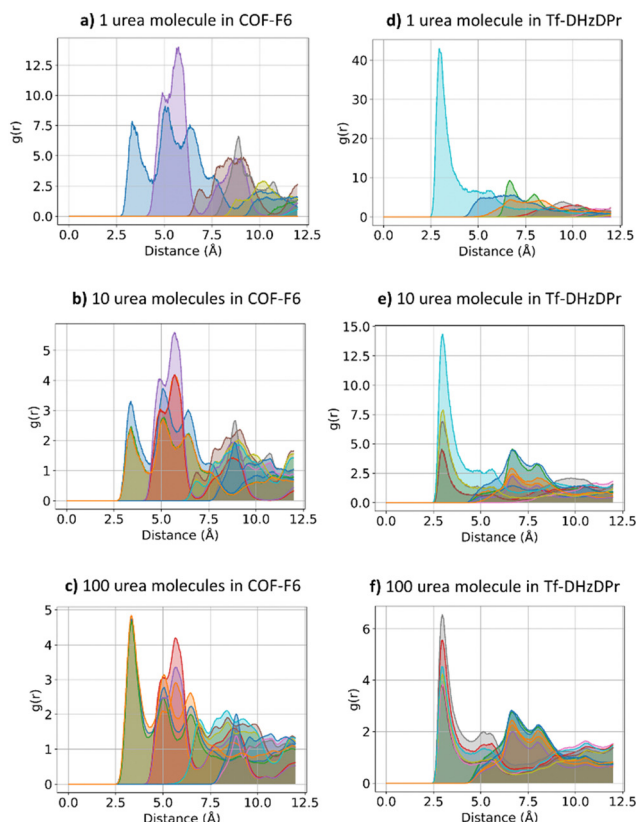 a) 1 urea molecule in COF-F6
12.5
10.0
7.5
5.0
2.5
0.0
g(r)
0.0 2.5 5.0 7.5 10.0 12.5
Distance (Å)
d) 1 urea molecule in Tf-DHzDPr
40
30
20
10
0
g(r)
0.0 2.5 5.0 7.5 10.0 12.5
Distance (Å)
b) 10 urea molecules in COF-F6
5
4
3
2
1
0
g(r)
0.0 2.5 5.0 7.5 10.0 12.5
Distance (Å)
e) 10 urea molecule in Tf-DHzDPr
15.0
12.5
10.0
7.5
5.0
2.5
0.0
g(r)
0.0 2.5 5.0 7.5 10.0 12.5
Distance (Å)
c) 100 urea molecules in COF-F6
5
4
3
2
1
0
g(r)
0.0 2.5 5.0 7.5 10.0 12.5
Distance (Å)
f) 100 urea molecule in Tf-DHzDPr
6
4
2
0
g(r)
0.0 2.5 5.0 7.5 10.0 12.5
Distance (Å)